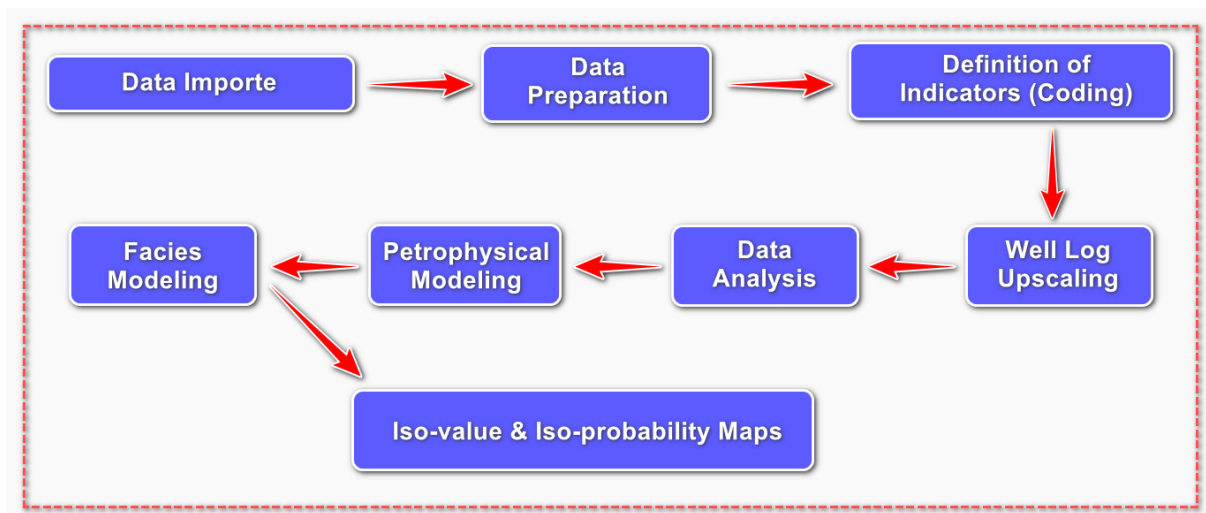 Data Importe
Data
Preparation
Definition of
Indicators (Coding)
Well Log
Upscaling
Data
Analysis
Petrophysical
Modeling
Facies
Modeling
Iso-value & Iso-probability Maps